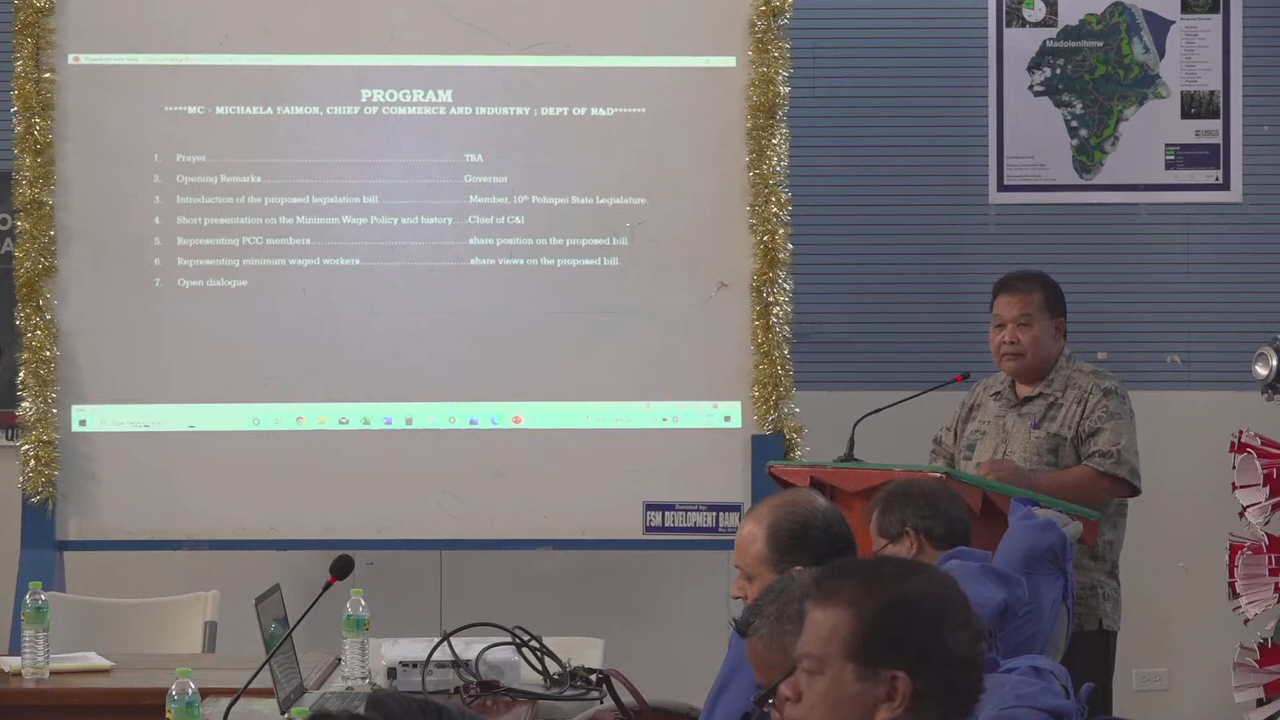 PROGRAM
*****MC - MICHAELA SAIMON, CHIEF OF COMMERCE AND INDUSTRY ; DEPT OF R&D*******
1. Prayer........................................TBA
2. Opening Remarks........................................Governor
3. Introduction of the proposed legislation bill....................Member, 10th Pohnpei State Legislature.
4. Short presentation on the Minimum Wage Policy and history.....Chief of C&I
5. Representing PCC members........................................share position on the proposed bill.
6. Representing minimum waged workers..............................share views on the proposed bill.
7. Open dialogue
Donated by:
FSM DEVELOPMENT BANK
Madolenihmw
USGS